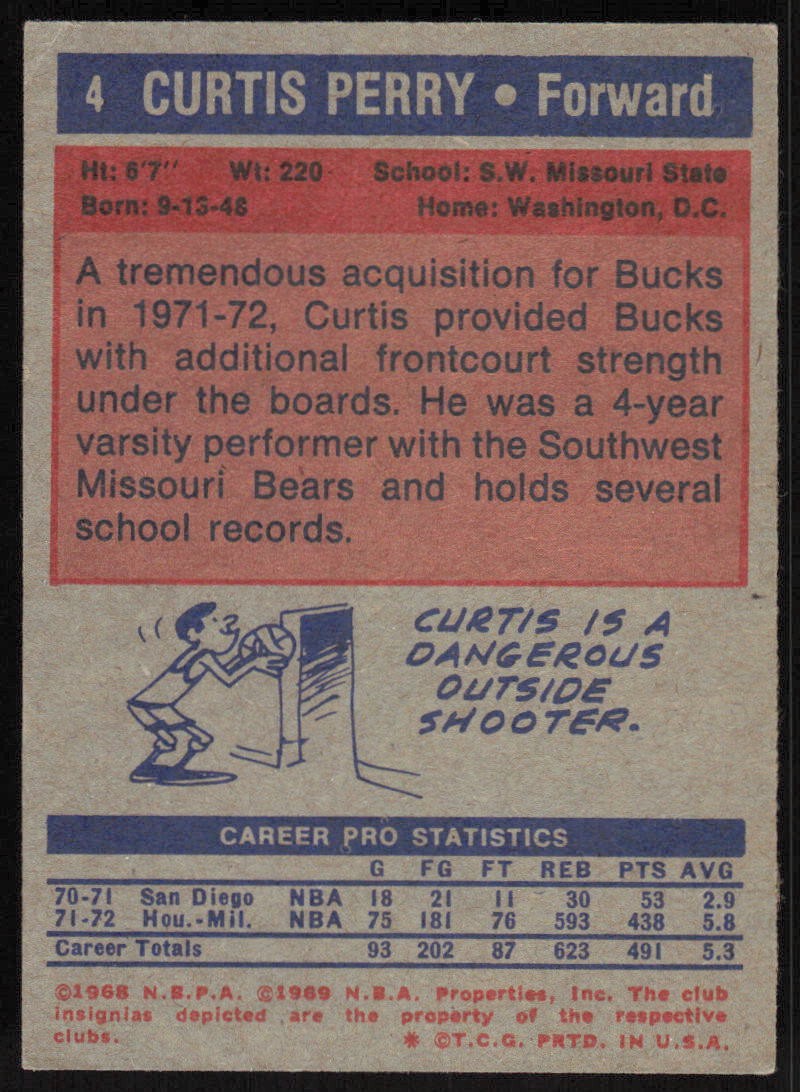 4 CURTIS PERRY • Forward
Ht: 6'7'' Wt: 220 School: S.W. Missouri State
Born: 9-13-48 Home: Washington, D.C.
A tremendous acquisition for Bucks
in 1971-72, Curtis provided Bucks
with additional frontcourt strength
under the boards. He was a 4-year
varsity performer with the Southwest
Missouri Bears and holds several
school records.
CURTIS IS A
DANGEROUS
OUTSIDE
SHOOTER.
CAREER PRO STATISTICS
G FG FT REB PTS AVG
70-71 San Diego NBA 18 21 11 30 53 2.9
71-72 Hou.-Mil. NBA 75 181 76 593 438 5.8
Career Totals 93 202 87 623 491 5.3
©1968 N.B.P.A. ©1969 N.B.A. Properties, Inc. The club
insignias depicted are the property of the respective
clubs. * ©T.C.G. PRTD. IN U.S.A.